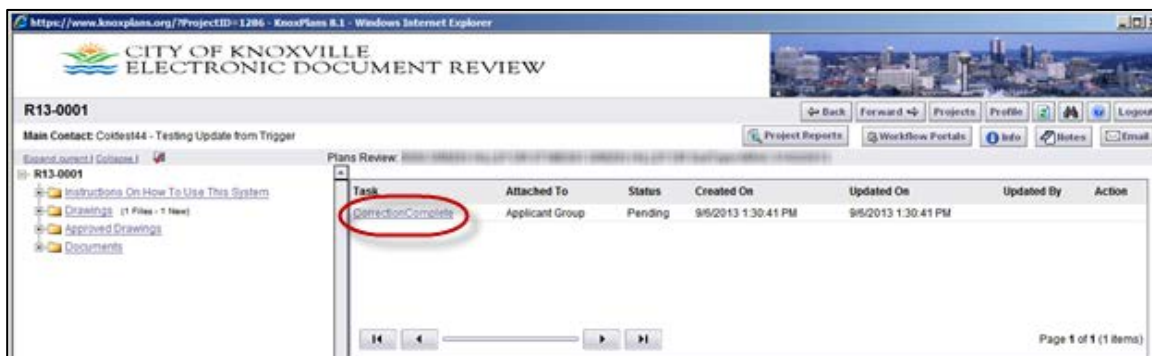 https://www.knoxplans.org/?ProjectID=1286 - KnoxPlans 8.1 - Windows Internet Explorer
CITY OF KNOXVILLE
ELECTRONIC DOCUMENT REVIEW
R13-0001
Back Forward Projects Profile Logout
Main Contact: Coktest44 - Testing Update from Trigger
Project Reports Workflow Portals Info Notes Email
Expand current | Collapse |
Plans Review:
R13-0001
Instructions On How To Use This System
Drawings (1 Files - 1 New)
Approved Drawings
Documents
Task Attached To Status Created On Updated On Updated By Action
CorrectionComplete Applicant Group Pending 9/6/2013 1:30:41 PM 9/6/2013 1:30:41 PM
Page 1 of 1 (1 items)